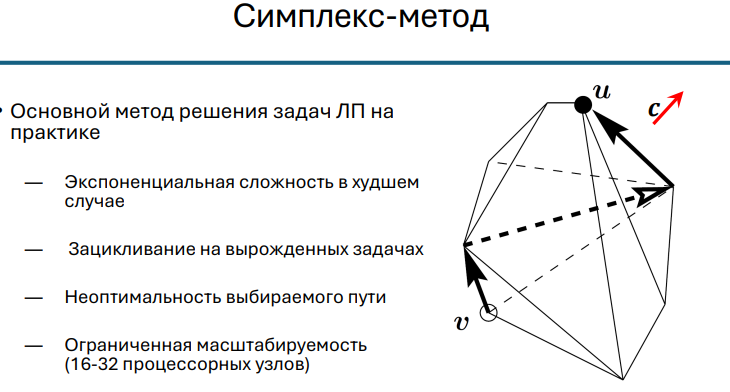 Симплекс-метод
• Основной метод решения задач ЛП на
практике
— Экспоненциальная сложность в худшем
случае
— Зацикливание на вырожденных задачах
— Неоптимальность выбираемого пути
— Ограниченная масштабируемость
(16-32 процессорных узлов)
u
c
v